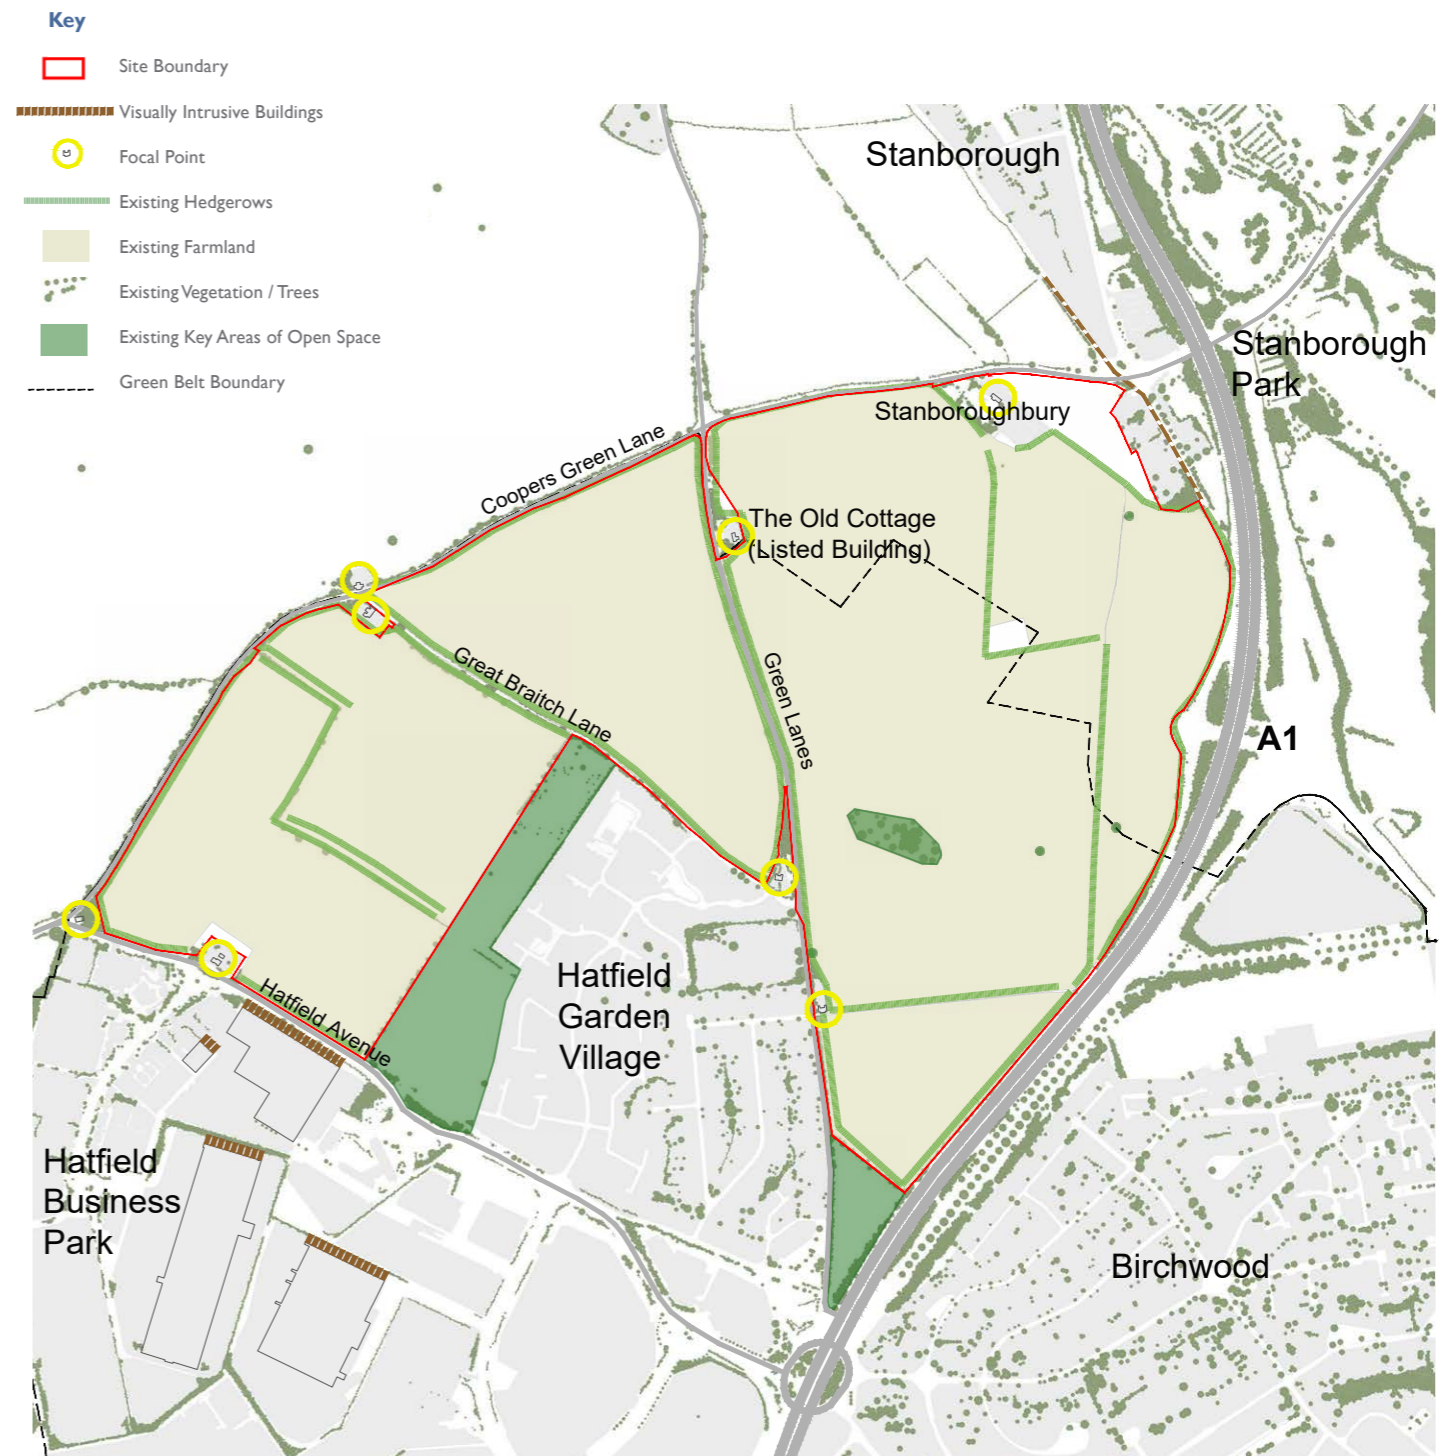 Key
Site Boundary
Visually Intrusive Buildings
Focal Point
Existing Hedgerows
Existing Farmland
Existing Vegetation / Trees
Existing Key Areas of Open Space
Green Belt Boundary
Stanborough
Stanborough
Park
Stanboroughbury
Coopers Green Lane
The Old Cottage
(Listed Building)
Great Braitch Lane
Green Lanes
A1
Hatfield
Garden
Village
Hatfield Avenue
Hatfield
Business
Park
Birchwood